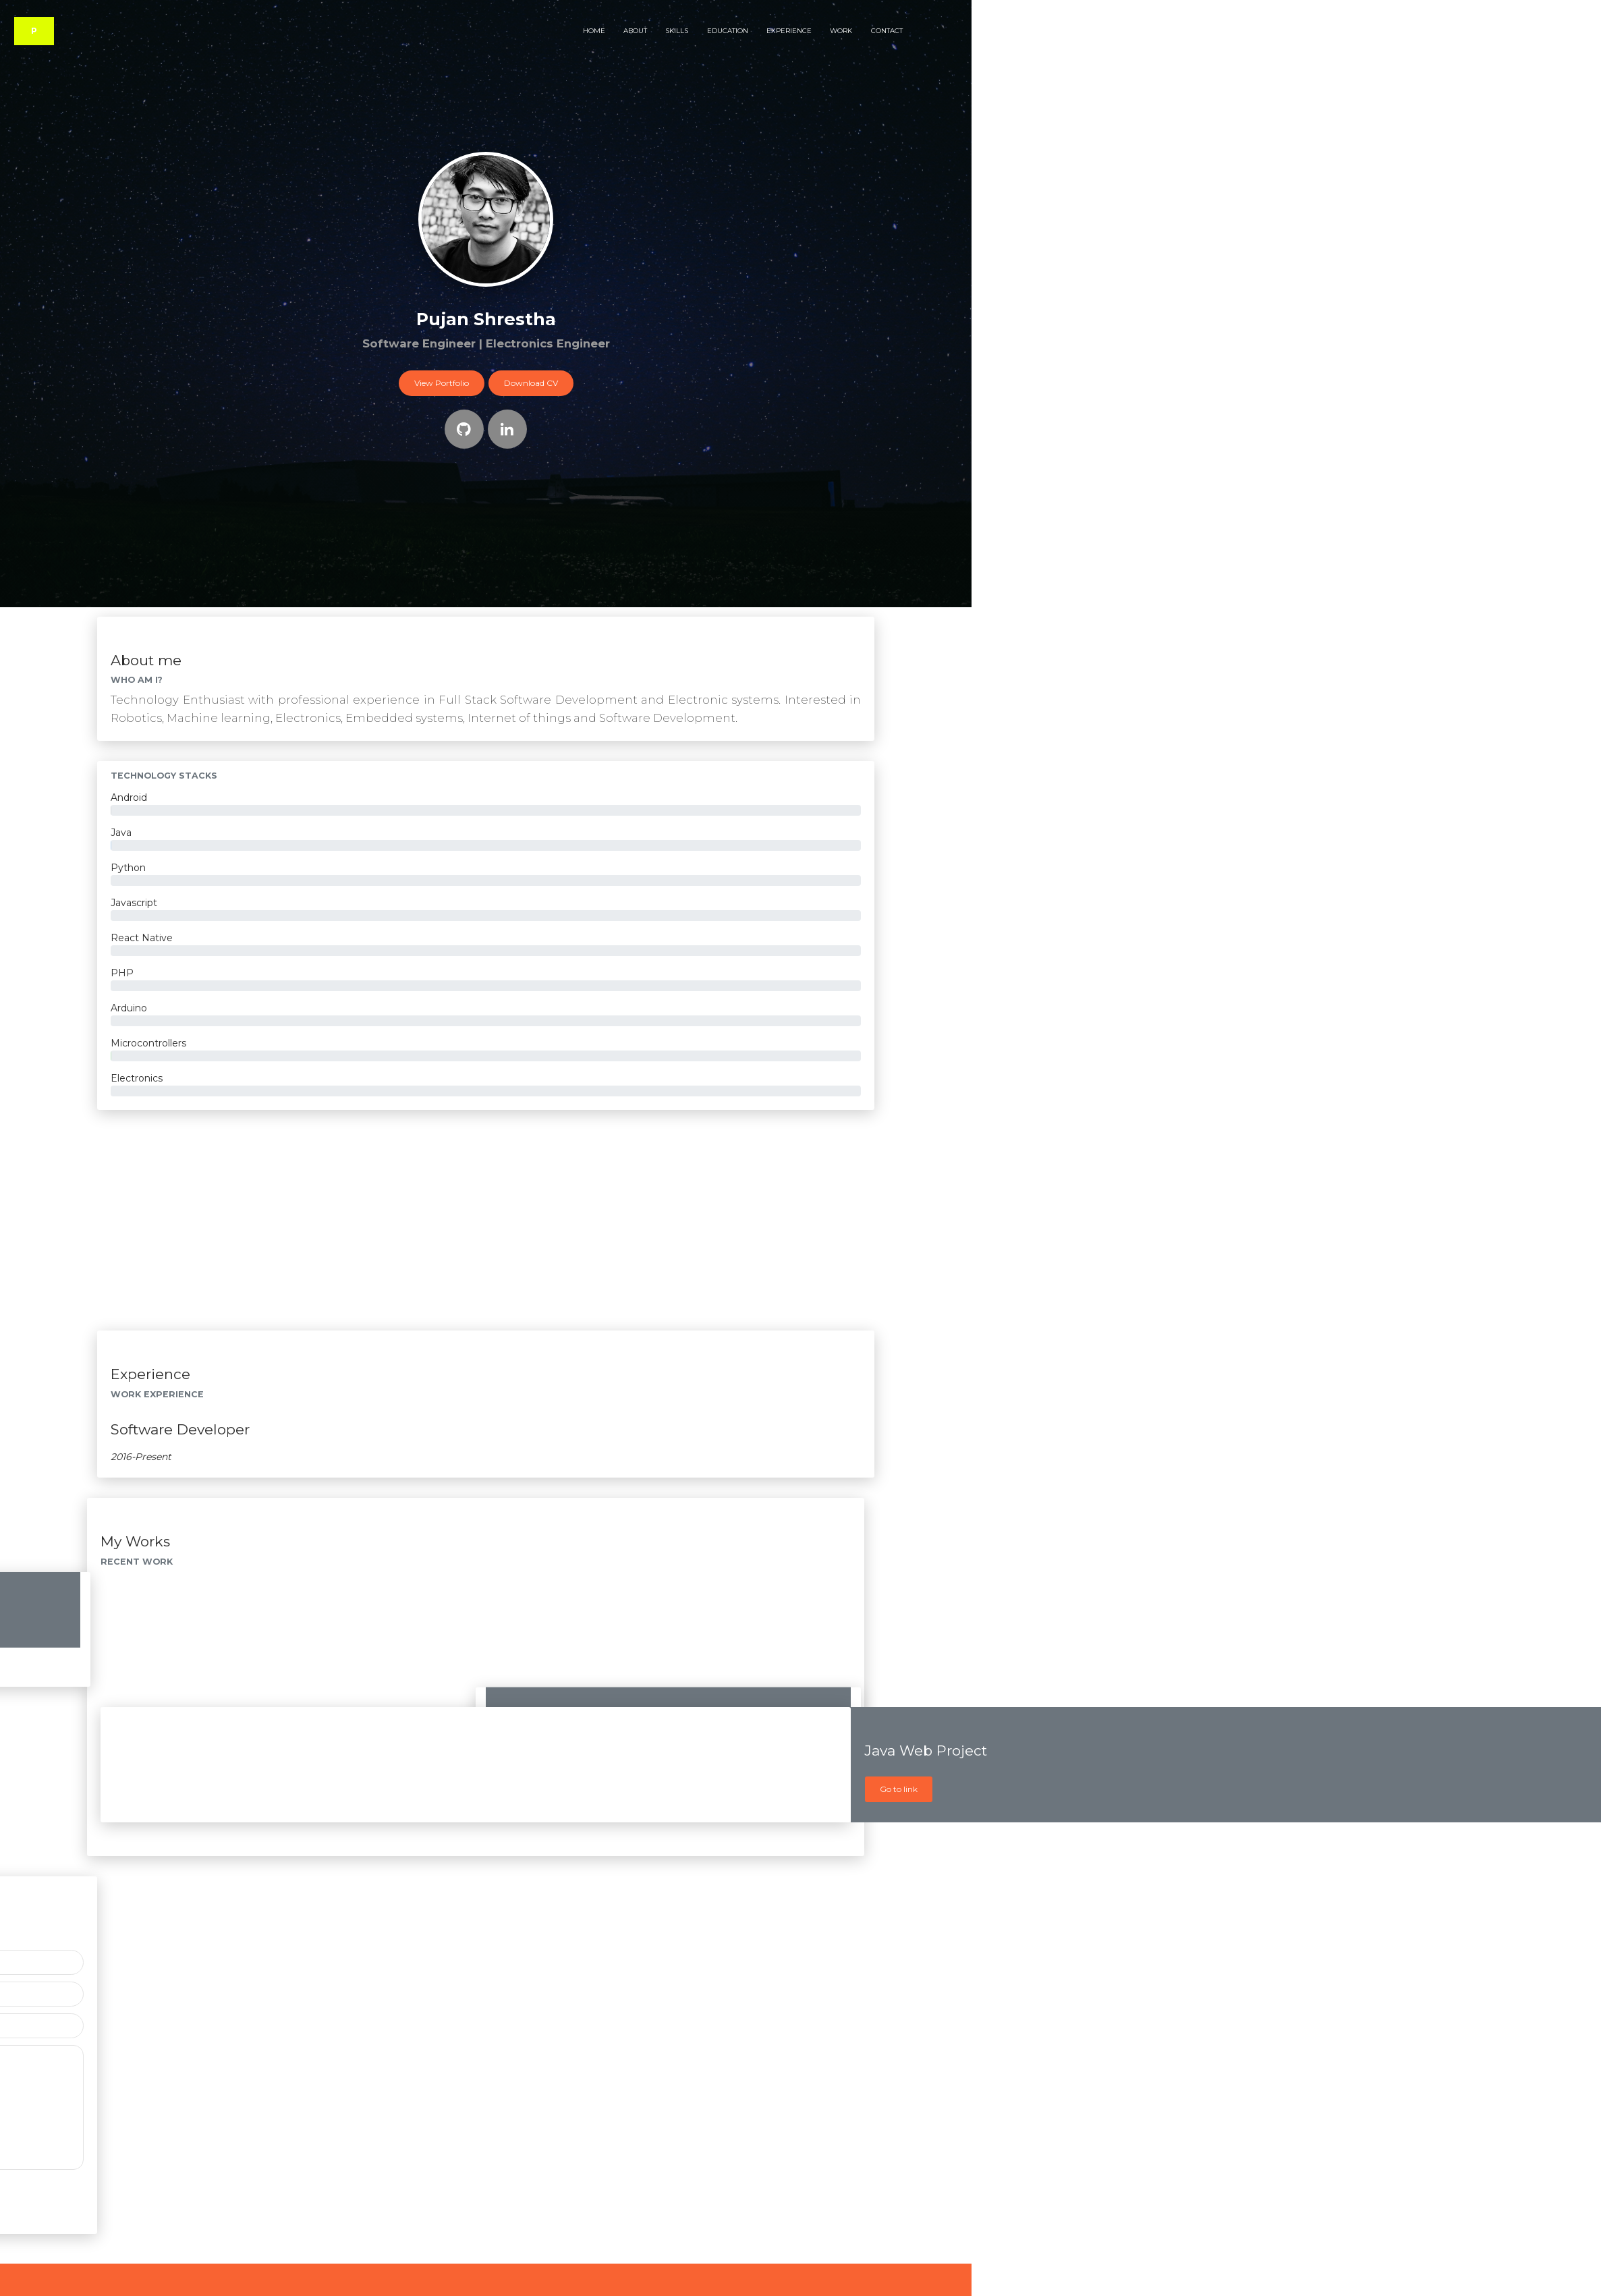 P
HOME ABOUT SKILLS EDUCATION EXPERIENCE WORK CONTACT
Pujan Shrestha
Software Engineer | Electronics Engineer
View Portfolio Download CV
in
About me
WHO AM I?
Technology Enthusiast with professional experience in Full Stack Software Development and Electronic systems. Interested in
Robotics, Machine learning, Electronics, Embedded systems, Internet of things and Software Development.
TECHNOLOGY STACKS
Android
Java
Python
Javascript
React Native
PHP
Arduino
Microcontrollers
Electronics
Experience
WORK EXPERIENCE
Software Developer
2016-Present
My Works
RECENT WORK
Java Web Project
Go to link